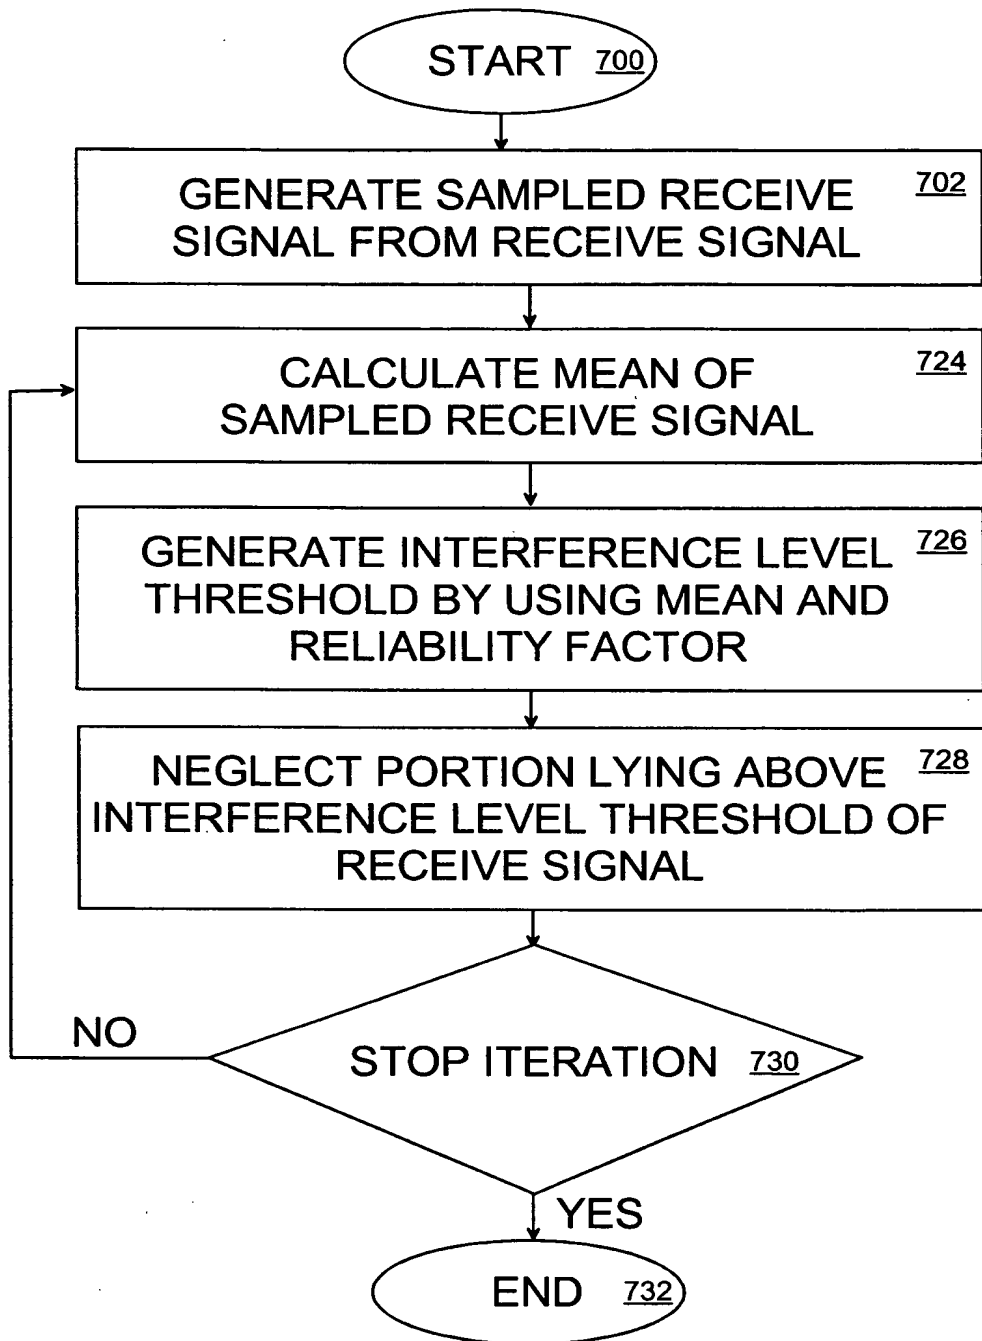 START 700
GENERATE SAMPLED RECEIVE 702
SIGNAL FROM RECEIVE SIGNAL
CALCULATE MEAN OF 724
SAMPLED RECEIVE SIGNAL
GENERATE INTERFERENCE LEVEL 726
THRESHOLD BY USING MEAN AND
RELIABILITY FACTOR
NEGLECT PORTION LYING ABOVE 728
INTERFERENCE LEVEL THRESHOLD OF
RECEIVE SIGNAL
NO
STOP ITERATION 730
YES
END 732